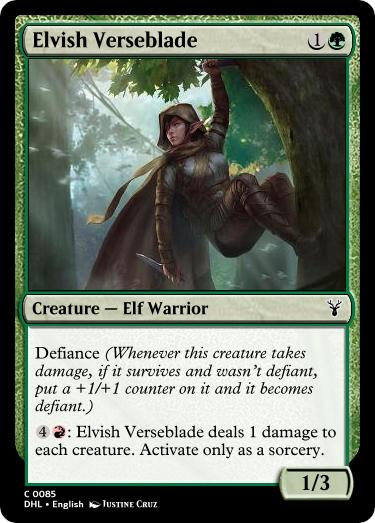 Elvish Verseblade 1
Creature — Elf Warrior
Defiance (Whenever this creature takes
damage, if it survives and wasn't defiant,
put a +1/+1 counter on it and it becomes
defiant.)
4: Elvish Verseblade deals 1 damage to
each creature. Activate only as a sorcery.
1/3
C 0085
DHL • English Justine Cruz